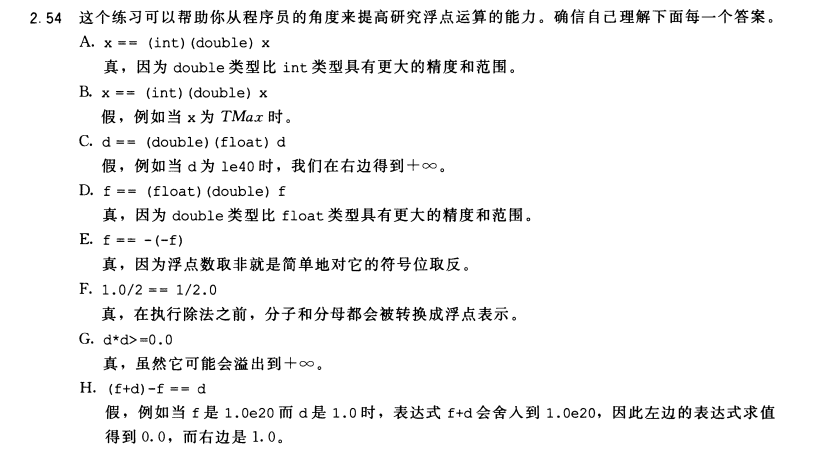 2.54 这个练习可以帮助你从程序员的角度来提高研究浮点运算的能力。确信自己理解下面每一个答案。
A. x == (int)(double) x
真，因为 double 类型比 int 类型具有更大的精度和范围。
B. x == (int)(double) x
假，例如当 x 为 TMax 时。
C. d == (double)(float) d
假，例如当 d 为 1e40 时，我们在右边得到＋∞。
D. f == (float)(double) f
真，因为 double 类型比 float 类型具有更大的精度和范围。
E. f == -(-f)
真，因为浮点数取非就是简单地对它的符号位取反。
F. 1.0/2 == 1/2.0
真，在执行除法之前，分子和分母都会被转换成浮点表示。
G. d*d>=0.0
真，虽然它可能会溢出到＋∞。
H. (f+d)-f == d
假，例如当 f 是 1.0e20 而 d 是 1.0 时，表达式 f+d 会舍入到 1.0e20，因此左边的表达式求值
得到 0.0，而右边是 1.0。